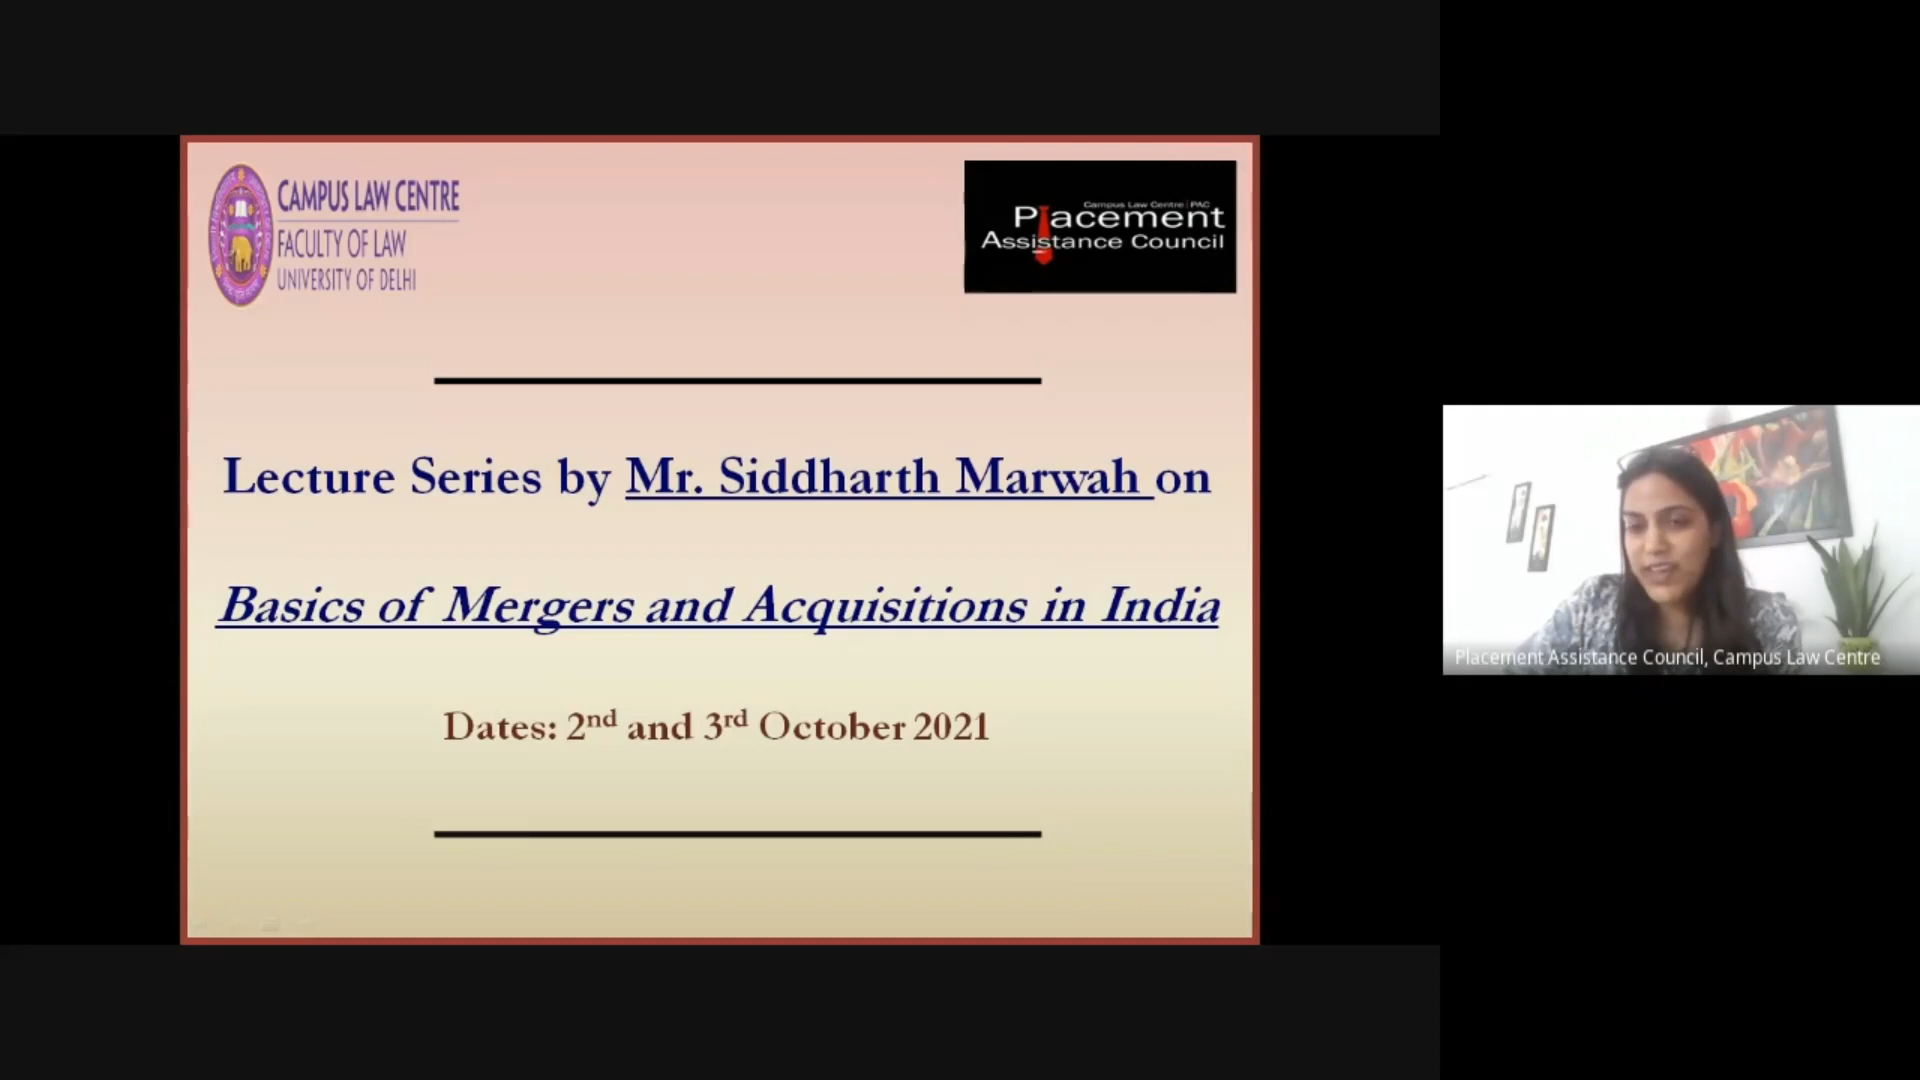 CAMPUS LAW CENTRE
FACULTY OF LAW
UNIVERSITY OF DELHI
Campus Law Centre | PAC
Placement
Assistance Council
Lecture Series by Mr. Siddharth Marwah on
Basics of Mergers and Acquisitions in India
Dates: 2nd and 3rd October 2021
Placement Assistance Council, Campus Law Centre